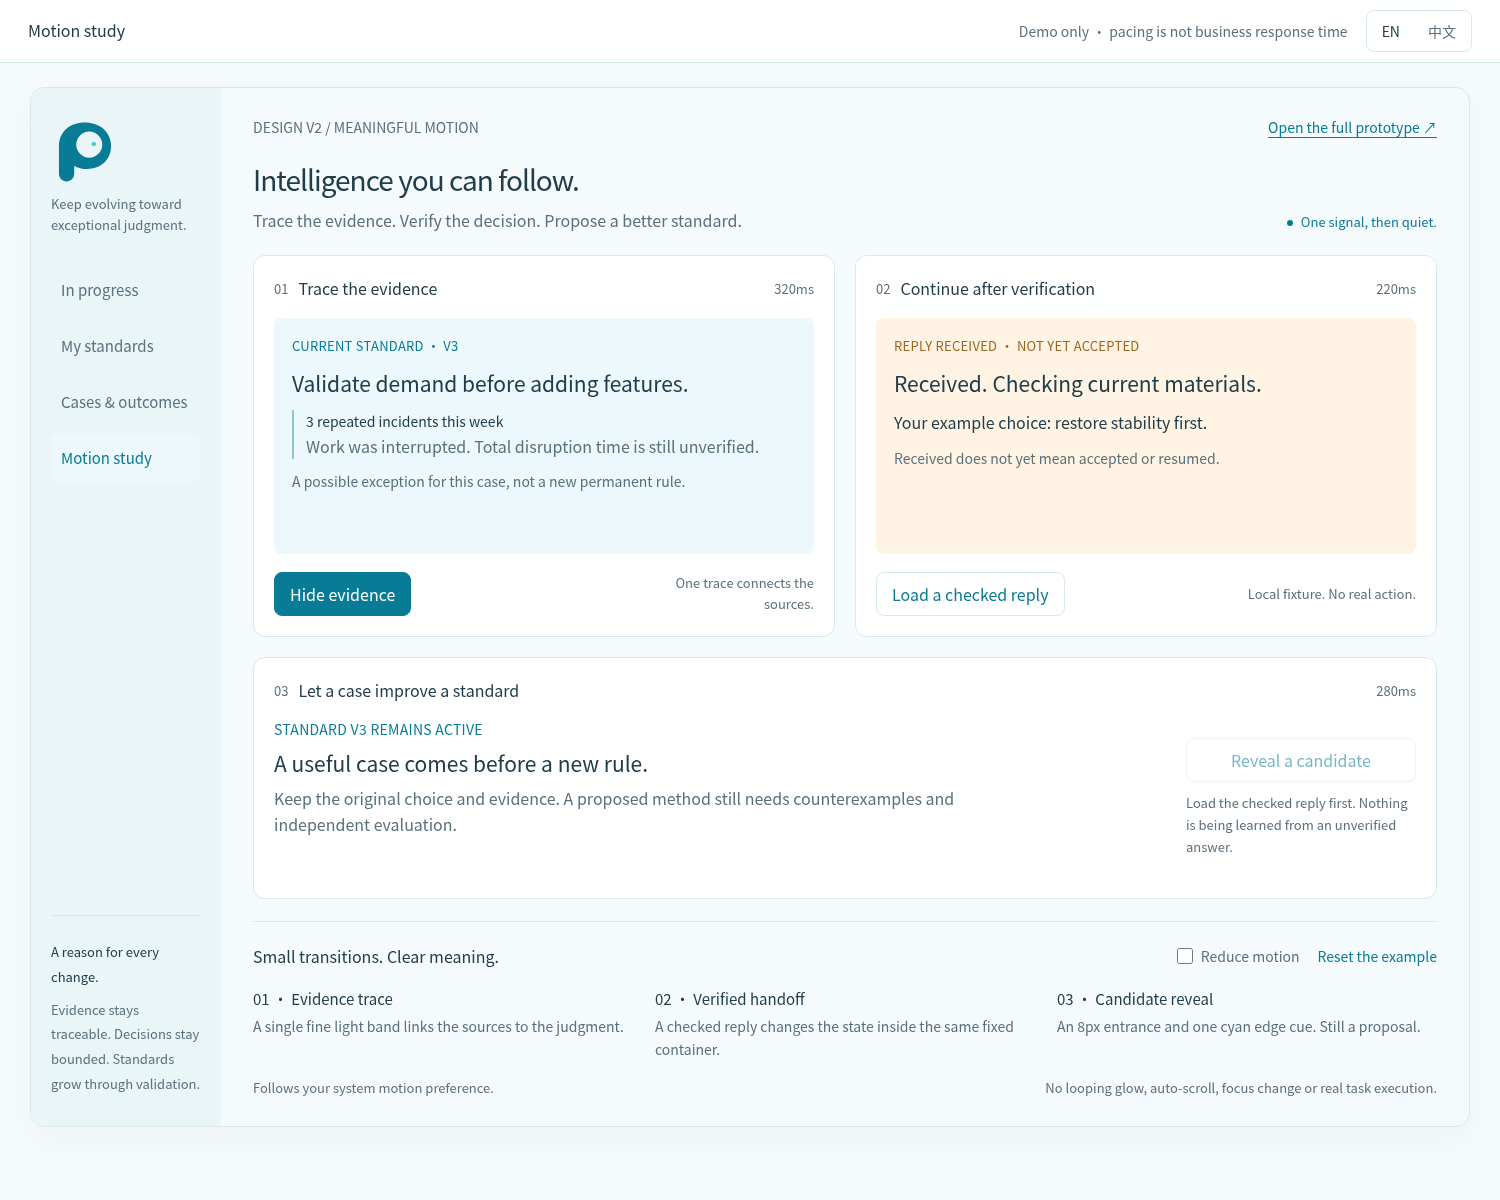 Motion study
Demo only • pacing is not business response time
EN
中文
Keep evolving toward
exceptional judgment.
In progress
My standards
Cases & outcomes
Motion study
A reason for every
change.
Evidence stays
traceable. Decisions stay
bounded. Standards
grow through validation.
DESIGN V2 / MEANINGFUL MOTION
Open the full prototype ↗
Intelligence you can follow.
Trace the evidence. Verify the decision. Propose a better standard.
One signal, then quiet.
01 Trace the evidence
320ms
CURRENT STANDARD • V3
Validate demand before adding features.
3 repeated incidents this week
Work was interrupted. Total disruption time is still unverified.
A possible exception for this case, not a new permanent rule.
Hide evidence
One trace connects the
sources.
02 Continue after verification
220ms
REPLY RECEIVED • NOT YET ACCEPTED
Received. Checking current materials.
Your example choice: restore stability first.
Received does not yet mean accepted or resumed.
Load a checked reply
Local fixture. No real action.
03 Let a case improve a standard
280ms
STANDARD V3 REMAINS ACTIVE
A useful case comes before a new rule.
Keep the original choice and evidence. A proposed method still needs counterexamples and
independent evaluation.
Reveal a candidate
Load the checked reply first. Nothing
is being learned from an unverified
answer.
Small transitions. Clear meaning.
Reduce motion
Reset the example
01 • Evidence trace
A single fine light band links the sources to the judgment.
02 • Verified handoff
A checked reply changes the state inside the same fixed
container.
03 • Candidate reveal
An 8px entrance and one cyan edge cue. Still a proposal.
Follows your system motion preference.
No looping glow, auto-scroll, focus change or real task execution.